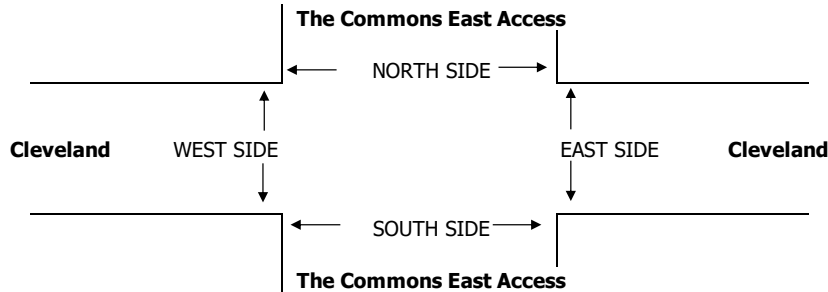 The Commons East Access
NORTH SIDE
Cleveland WEST SIDE EAST SIDE Cleveland
SOUTH SIDE
The Commons East Access